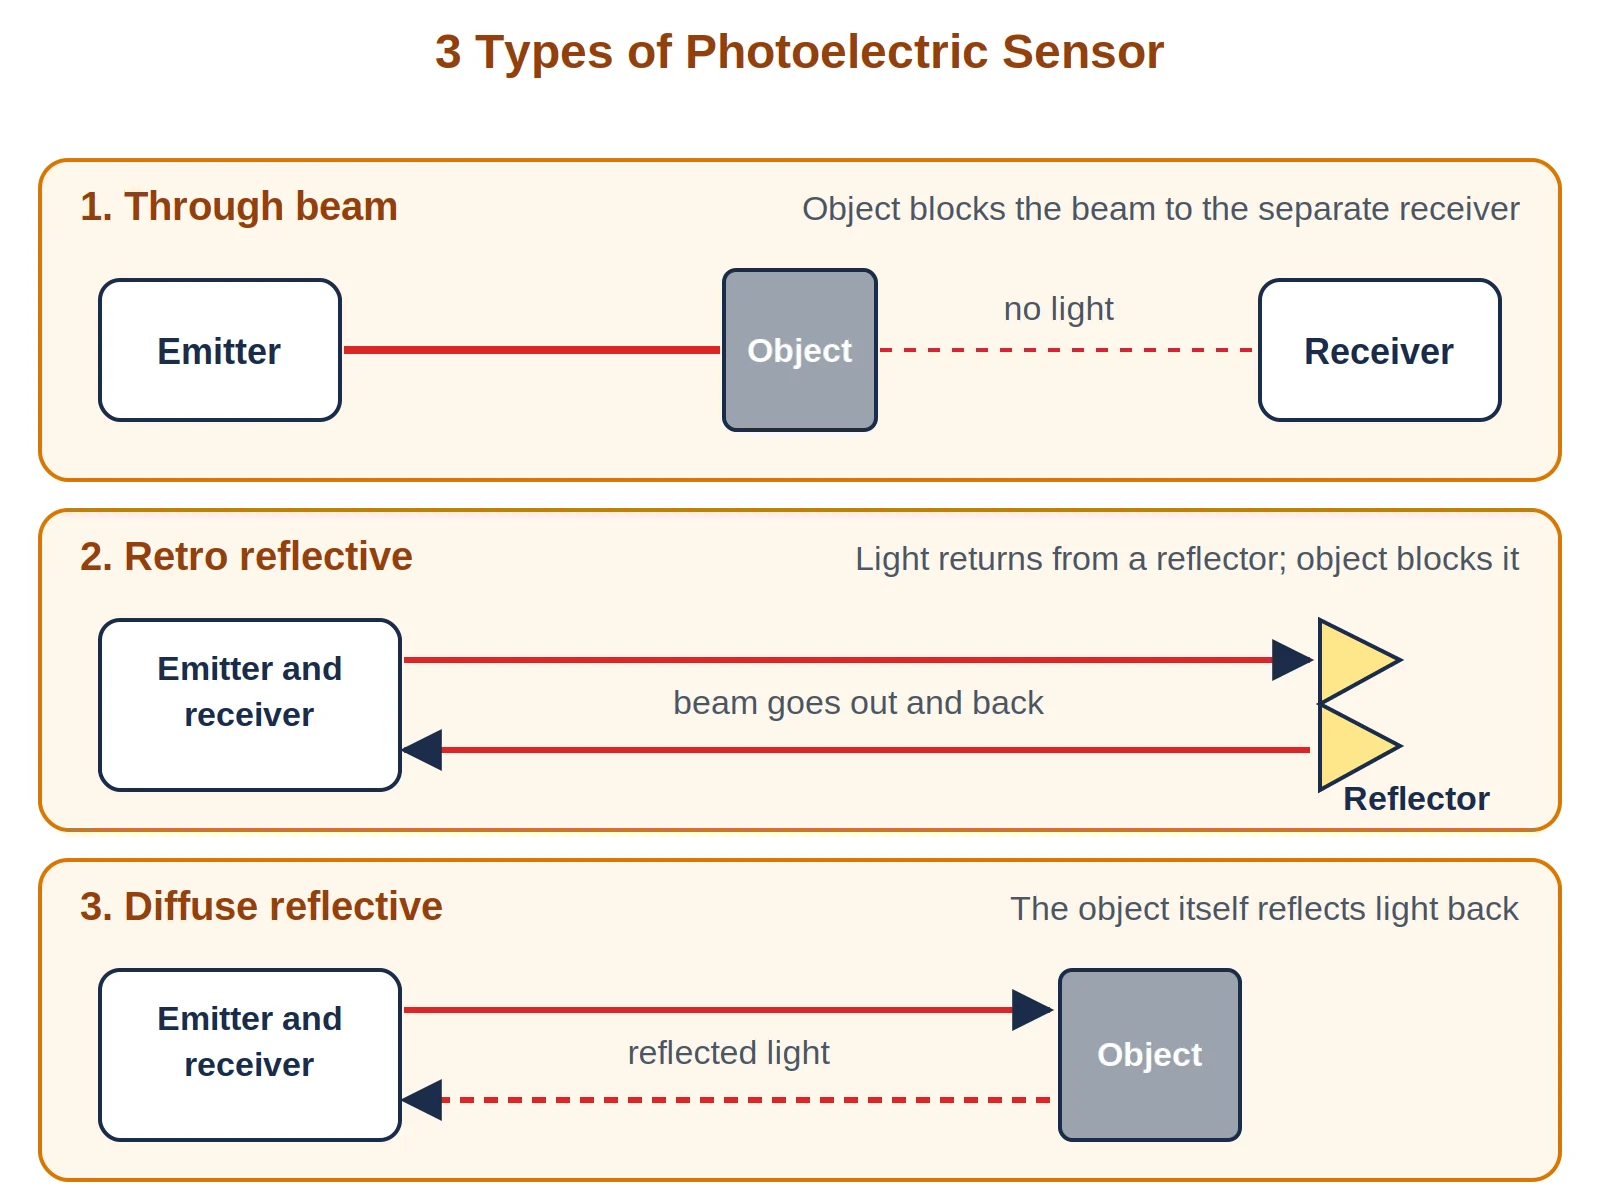 3 Types of Photoelectric Sensor
1. Through beam
Object blocks the beam to the separate receiver
Emitter
Object
no light
Receiver
2. Retro reflective
Light returns from a reflector; object blocks it
Emitter and
receiver
beam goes out and back
Reflector
3. Diffuse reflective
The object itself reflects light back
Emitter and
receiver
reflected light
Object